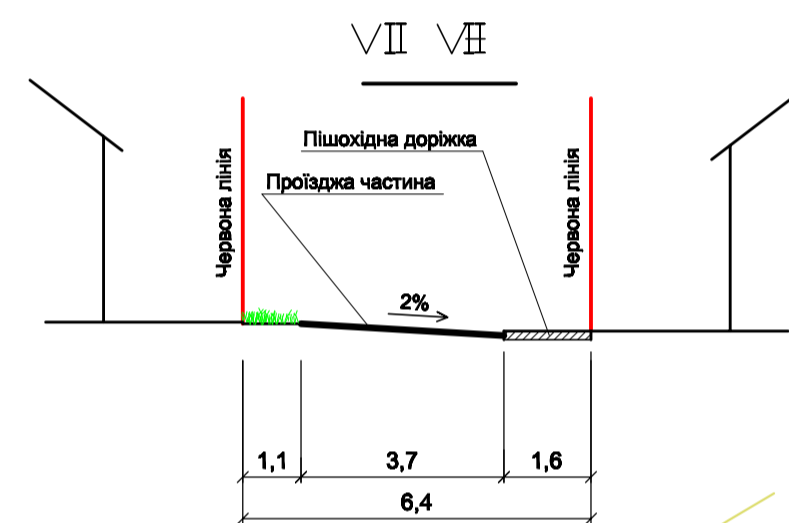 VII VII
Пішохідна доріжка
Проїзджа частина
Червона лінія
Червона лінія
2%
1,1 3,7 1,6
6,4